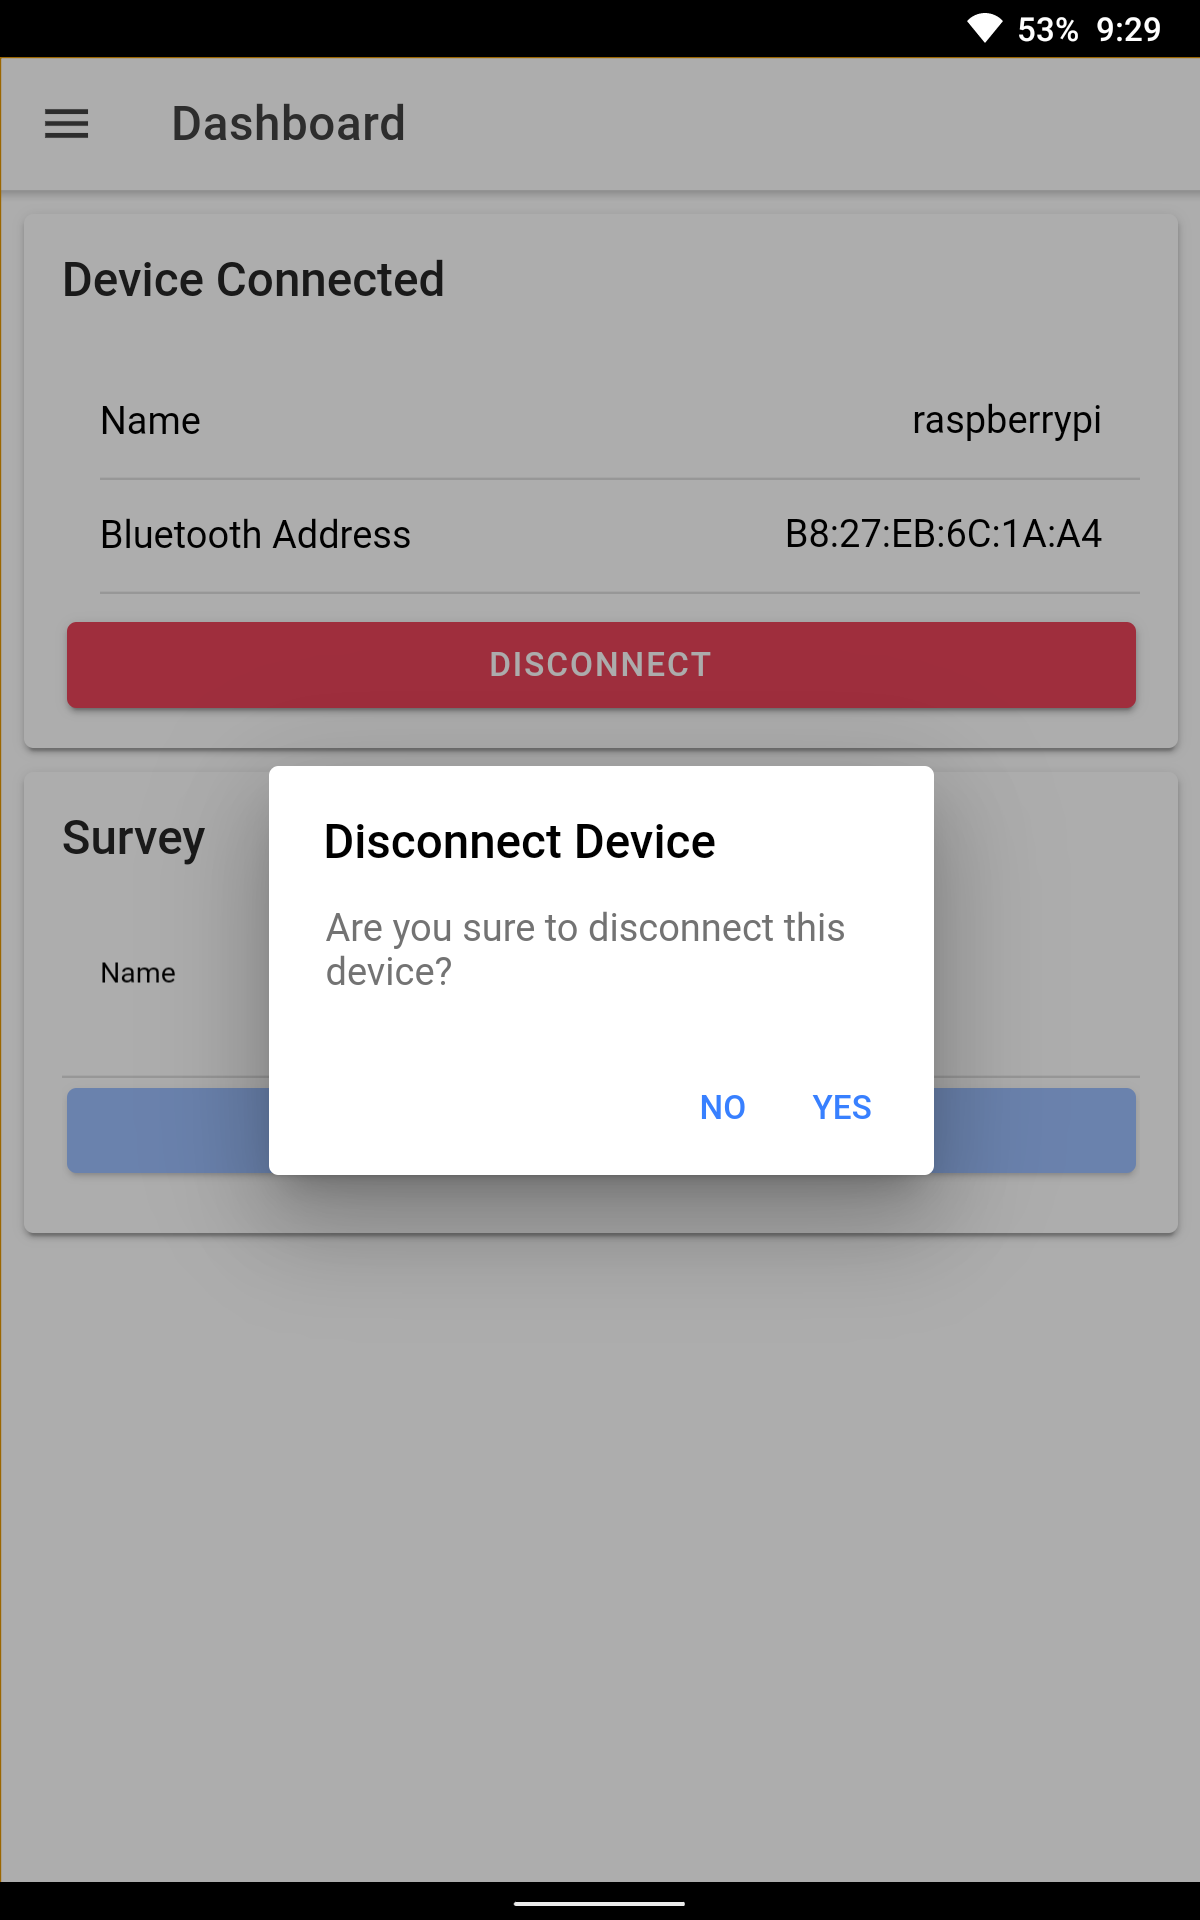 53% 9:29
Dashboard
Device Connected
Name raspberrypi
Bluetooth Address B8:27:EB:6C:1A:A4
DISCONNECT
Survey
Name
Disconnect Device
Are you sure to disconnect this
device?
NO YES